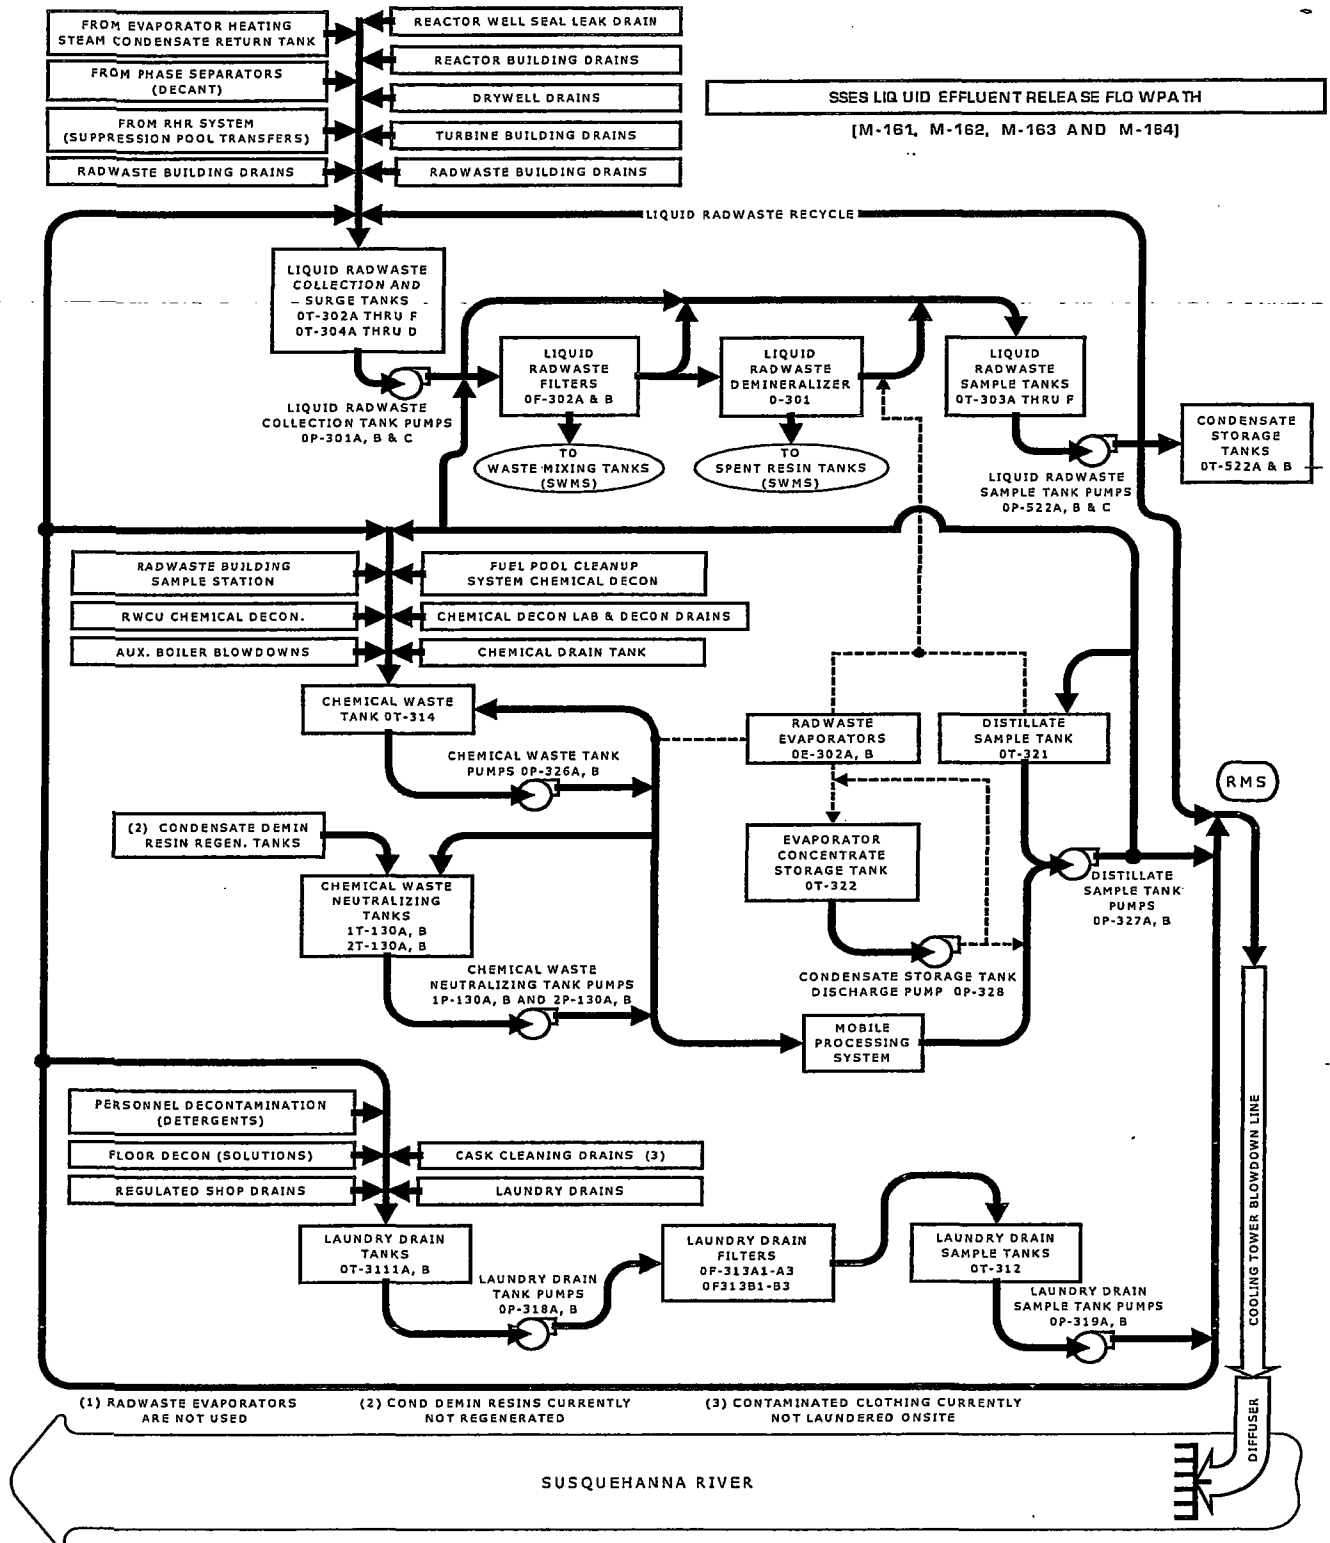 FROM EVAPORATOR HEATING
STEAM CONDENSATE RETURN TANK
REACTOR WELL SEAL LEAK DRAIN
REACTOR BUILDING DRAINS
FROM PHASE SEPARATORS
(DECANT)
DRYWELL DRAINS
FROM RHR SYSTEM
(SUPPRESSION POOL TRANSFERS)
TURBINE BUILDING DRAINS
RADWASTE BUILDING DRAINS
RADWASTE BUILDING DRAINS
SSES LIQUID EFFLUENT RELEASE FLOWPATH
[M-161, M-162, M-163 AND M-164]
LIQUID RADWASTE RECYCLE
LIQUID RADWASTE
COLLECTION AND
SURGE TANKS
0T-302A THRU F
0T-304A THRU D
LIQUID RADWASTE
COLLECTION TANK PUMPS
0P-301A, B & C
LIQUID
RADWASTE
FILTERS
0F-302A & B
TO
WASTE MIXING TANKS
(SWMS)
LIQUID
RADWASTE
DEMINERALIZER
0-301
TO
SPENT RESIN TANKS
(SWMS)
LIQUID
RADWASTE
SAMPLE TANKS
0T-303A THRU F
LIQUID RADWASTE
SAMPLE TANK PUMPS
0P-522A, B & C
CONDENSATE
STORAGE
TANKS
0T-522A & B
RADWASTE BUILDING
SAMPLE STATION
FUEL POOL CLEANUP
SYSTEM CHEMICAL DECON
RWCU CHEMICAL DECON.
CHEMICAL DECON LAB & DECON DRAINS
AUX. BOILER BLOWDOWNS
CHEMICAL DRAIN TANK
CHEMICAL WASTE
TANK 0T-314
CHEMICAL WASTE TANK
PUMPS 0P-326A, B
RADWASTE
EVAPORATORS
0E-302A, B
DISTILLATE
SAMPLE TANK
0T-321
RMS
(2) CONDENSATE DEMIN
RESIN REGEN. TANKS
EVAPORATOR
CONCENTRATE
STORAGE TANK
0T-322
DISTILLATE
SAMPLE TANK
PUMPS
0P-327A, B
CHEMICAL WASTE
NEUTRALIZING
TANKS
1T-130A, B
2T-130A, B
CHEMICAL WASTE
NEUTRALIZING TANK PUMPS
1P-130A, B AND 2P-130A, B
CONDENSATE STORAGE TANK
DISCHARGE PUMP 0P-328
MOBILE
PROCESSING
SYSTEM
PERSONNEL DECONTAMINATION
(DETERGENTS)
FLOOR DECON (SOLUTIONS)
CASK CLEANING DRAINS (3)
REGULATED SHOP DRAINS
LAUNDRY DRAINS
LAUNDRY DRAIN
TANKS
0T-3111A, B
LAUNDRY DRAIN
TANK PUMPS
0P-318A, B
LAUNDRY DRAIN
FILTERS
0F-313A1-A3
0F313B1-B3
LAUNDRY DRAIN
SAMPLE TANKS
0T-312
LAUNDRY DRAIN
SAMPLE TANK PUMPS
0P-319A, B
COOLING TOWER BLOWDOWN LINE
(1) RADWASTE EVAPORATORS
ARE NOT USED
(2) COND DEMIN RESINS CURRENTLY
NOT REGENERATED
(3) CONTAMINATED CLOTHING CURRENTLY
NOT LAUNDERED ONSITE
DIFFUSER
SUSQUEHANNA RIVER